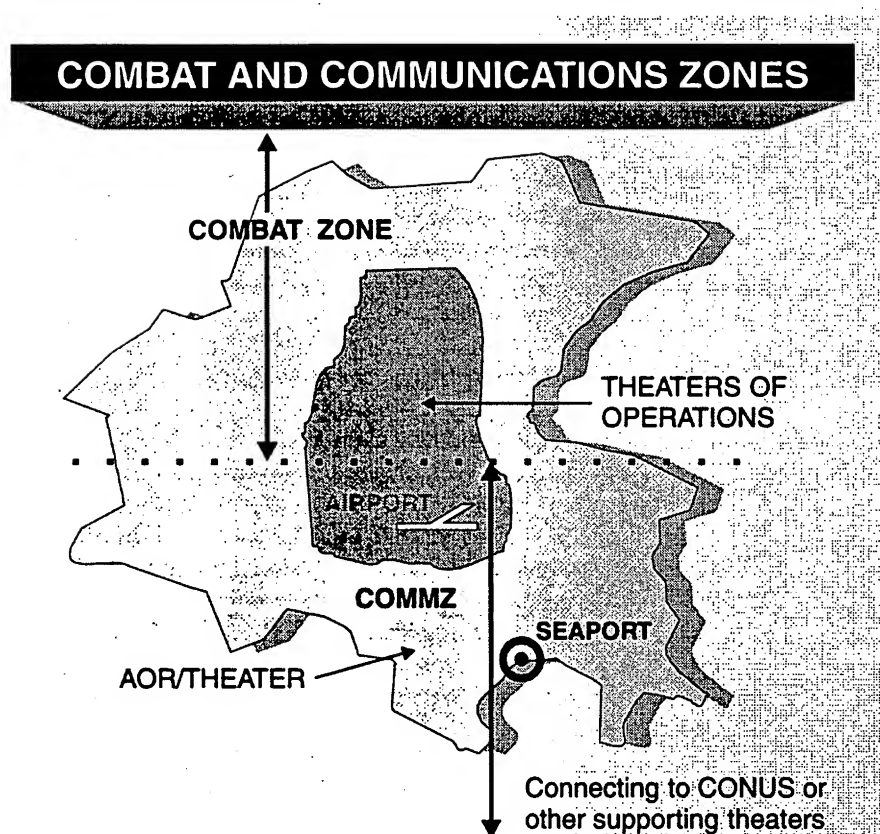 COMBAT AND COMMUNICATIONS ZONES
COMBAT ZONE
THEATERS OF
OPERATIONS
AIRPORT
COMMZ
SEAPORT
AOR/THEATER
Connecting to CONUS or
other supporting theaters